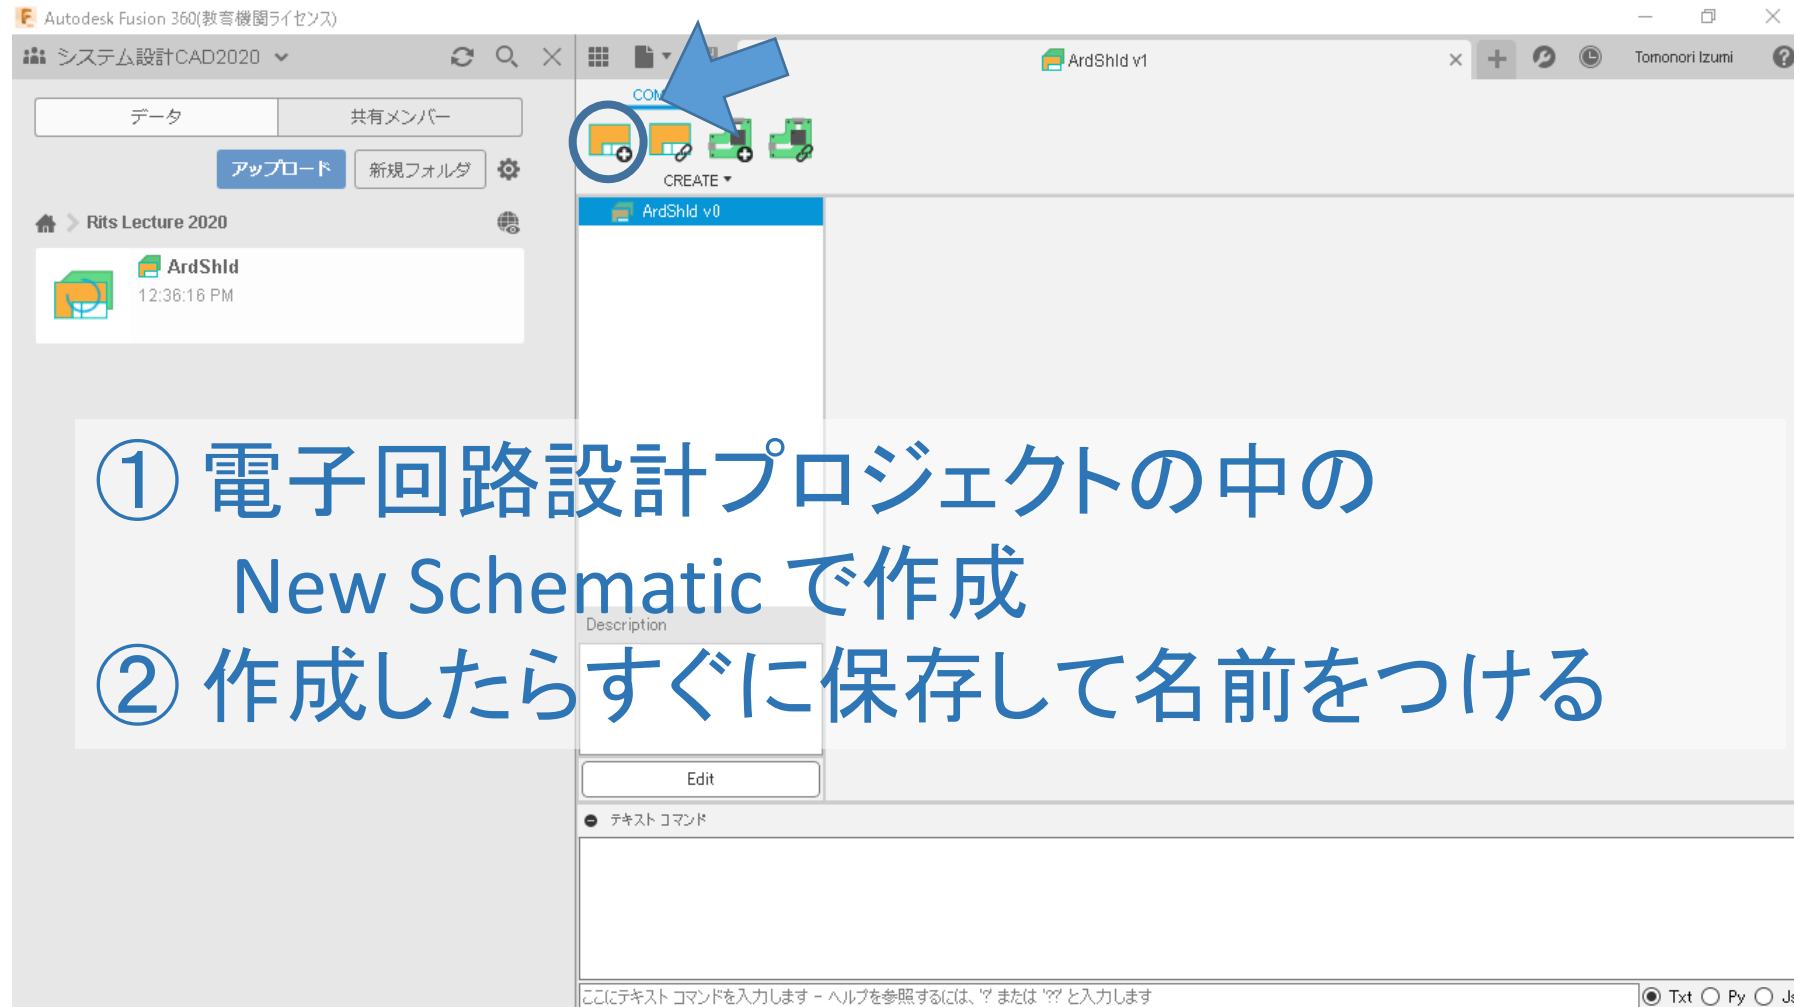 Autodesk Fusion 360(教育機関ライセンス)
システム設計CAD2020
ArdShld v1
Tomonori Izumi
データ
共有メンバー
アップロード
新規フォルダ
CREATE
Rits Lecture 2020
ArdShld v0
ArdShld
12:36:16 PM
① 電子回路設計プロジェクトの中の
New Schematic で作成
Description
② 作成したらすぐに保存して名前をつける
Edit
テキスト コマンド
ここにテキスト コマンドを入力します - ヘルプを参照するには、'?' または '??' と入力します
Txt
Py